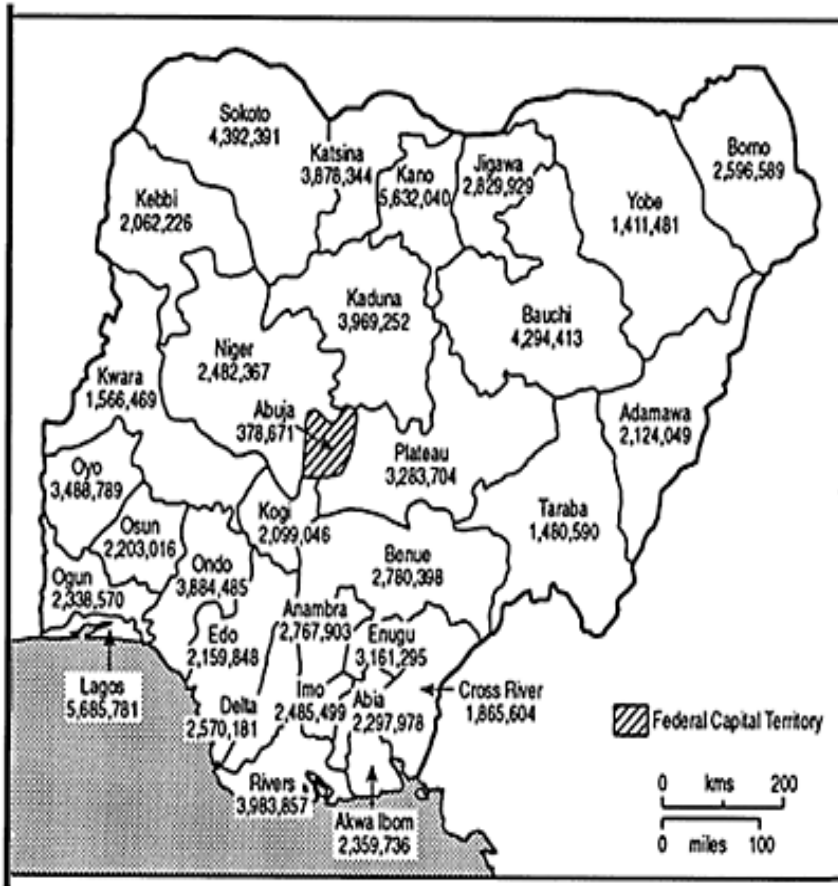 Sokoto
4,392,391
Katsina
3,878,344
Kano
5,632,040
Jigawa
2,829,929
Borno
2,596,589
Yobe
1,411,481
Kebbi
2,062,226
Kaduna
3,969,252
Bauchi
4,294,413
Niger
2,482,367
Kwara
1,566,469
Abuja
378,671
Adamawa
2,124,049
Plateau
3,283,704
Oyo
3,488,789
Taraba
1,480,590
Kogi
2,099,046
Osun
2,203,016
Ondo
3,884,485
Benue
2,780,398
Ogun
2,338,570
Anambra
2,767,903
Edo
2,159,848
Enugu
3,161,295
Lagos
5,685,781
Delta
2,570,181
Imo
2,485,499
Abia
2,297,978
Cross River
1,865,604
Federal Capital Territory
Rivers
3,983,857
Akwa Ibom
2,359,736
0 kms 200
0 miles 100